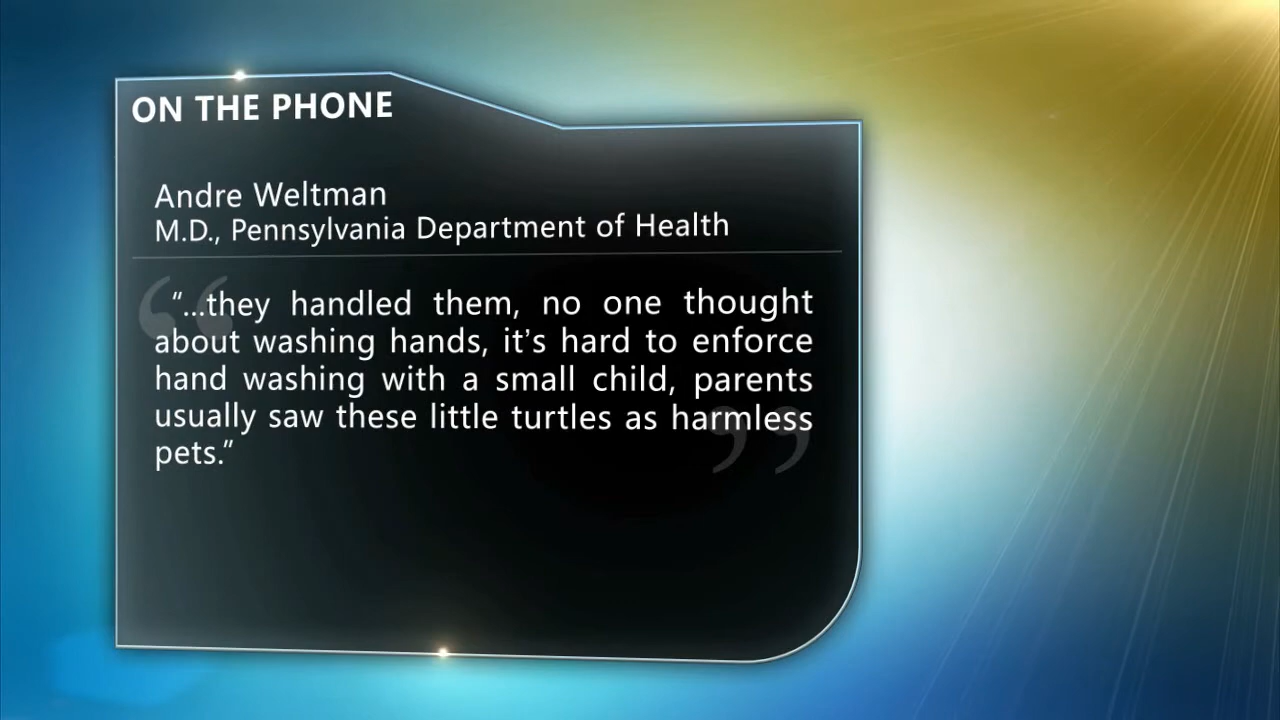 ON THE PHONE
Andre Weltman
M.D., Pennsylvania Department of Health
“...they handled them, no one thought
about washing hands, it’s hard to enforce
hand washing with a small child, parents
usually saw these little turtles as harmless
pets.”